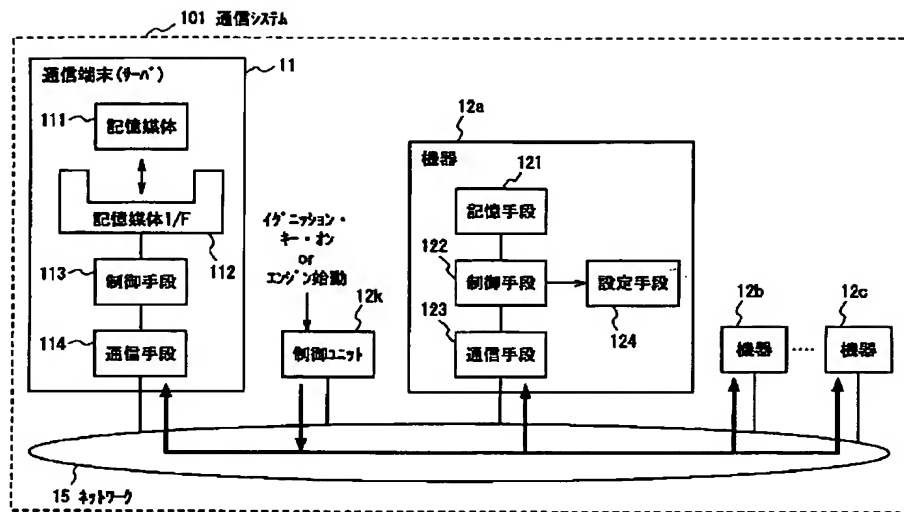 101 通信システム
通信端末(サーバ)
11
111
記憶媒体
記憶媒体I/F
112
113
制御手段
114
通信手段
イグニッション・
キー・オン
or
エンジン始動
12k
制御ユニット
12a
機器
121
記憶手段
122
制御手段
設定手段
124
123
通信手段
12b
機器
....
12c
機器
15 ネットワーク